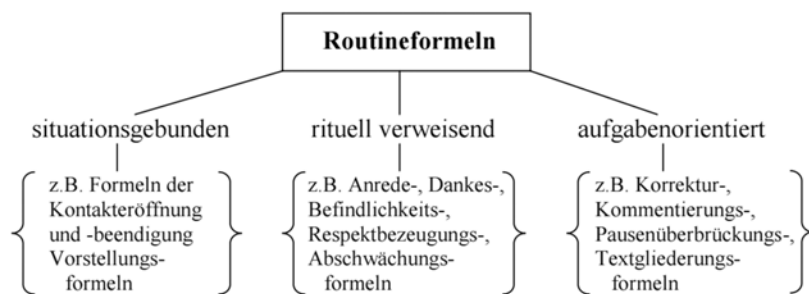 Routineformeln
situationsgebunden
z.B. Formeln der
Kontakteröffnung
und -beendigung
Vorstellungs-
formeln
rituell verweisend
z.B. Anrede-, Dankes-,
Befindlichkeits-,
Respektbezeugungs-,
Abschwächungs-
formeln
aufgabenorientiert
z.B. Korrektur-,
Kommentierungs-,
Pausenüberbrückungs-,
Textgliederungs-
formeln